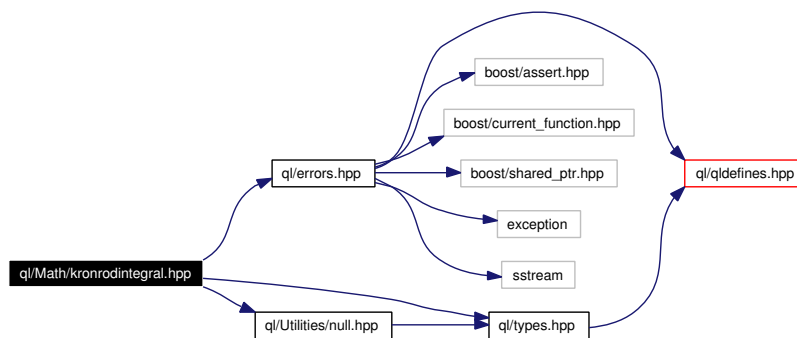 boost/assert.hpp
boost/current_function.hpp
ql/errors.hpp
boost/shared_ptr.hpp
ql/qldefines.hpp
exception
ql/Math/kronrodintegral.hpp
sstream
ql/Utilities/null.hpp
ql/types.hpp